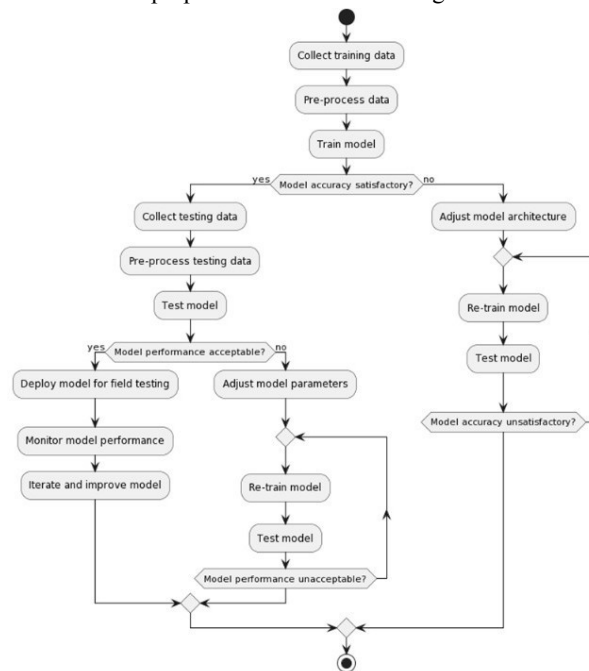 Collect training data
Pre-process data
Train model
yes
Model accuracy satisfactory?
no
Collect testing data
Adjust model architecture
Pre-process testing data
Test model
Re-train model
yes
Model performance acceptable?
no
Test model
Deploy model for field testing
Adjust model parameters
Model accuracy unsatisfactory?
Monitor model performance
Iterate and improve model
Re-train model
Test model
Model performance unacceptable?